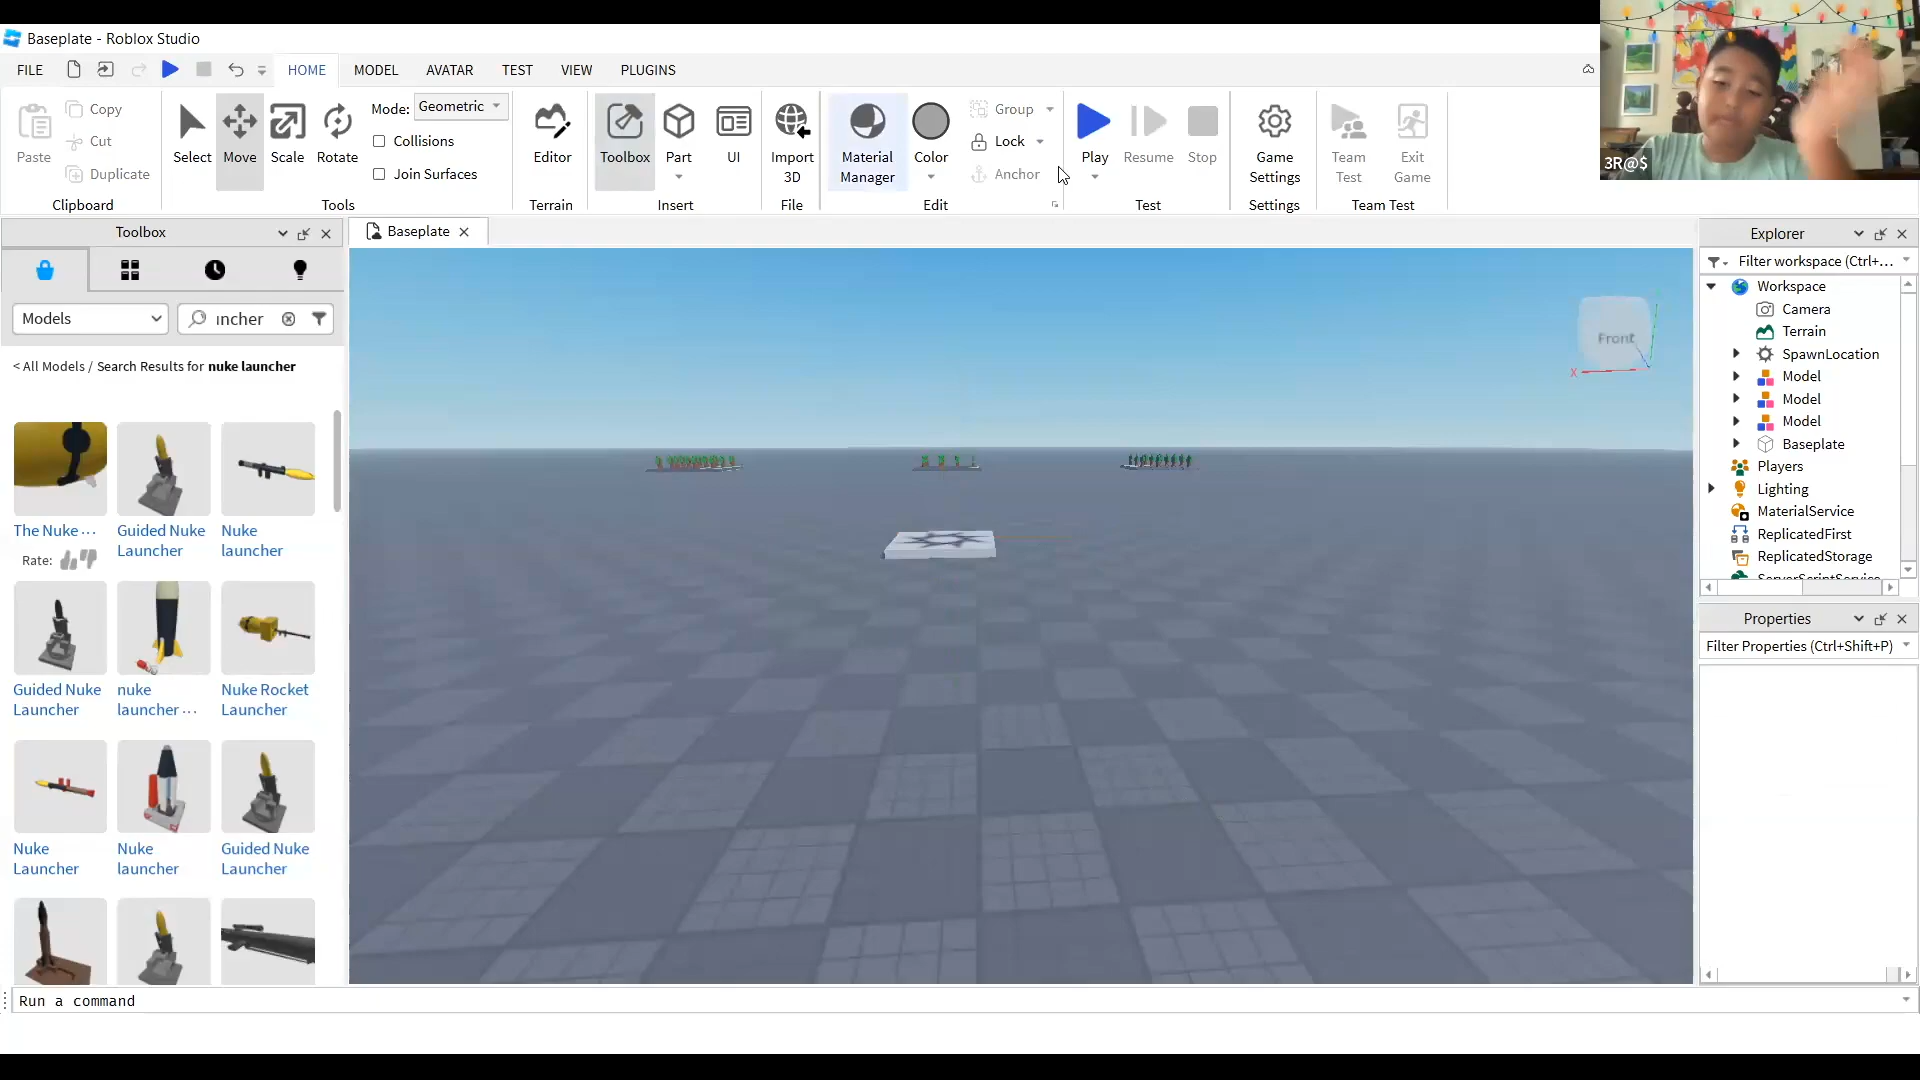 Baseplate - Roblox Studio
FILE
HOME
MODEL
AVATAR
TEST
VIEW
PLUGINS
Paste
Copy
Cut
Duplicate
Clipboard
Select
Move
Scale
Rotate
Mode:
Geometric
Collisions
Join Surfaces
Tools
Editor
Terrain
Toolbox
Part
UI
Insert
Import
3D
File
Material
Manager
Color
Group
Lock
Anchor
Edit
Play
Resume
Stop
Test
Game
Settings
Settings
Team
Test
Exit
Game
Team Test
3R@$
Toolbox
Models
ıncher
< All Models / Search Results for nuke launcher
The Nuke ...
Rate:
Guided Nuke
Launcher
Nuke
launcher
Guided Nuke
Launcher
nuke
launcher ...
Nuke Rocket
Launcher
Nuke
Launcher
Nuke
launcher
Guided Nuke
Launcher
Baseplate
Front
X
Explorer
Filter workspace (Ctrl+...
Workspace
Camera
Terrain
SpawnLocation
Model
Model
Model
Baseplate
Players
Lighting
MaterialService
ReplicatedFirst
ReplicatedStorage
ServerScriptService
Properties
Filter Properties (Ctrl+Shift+P)
Run a command